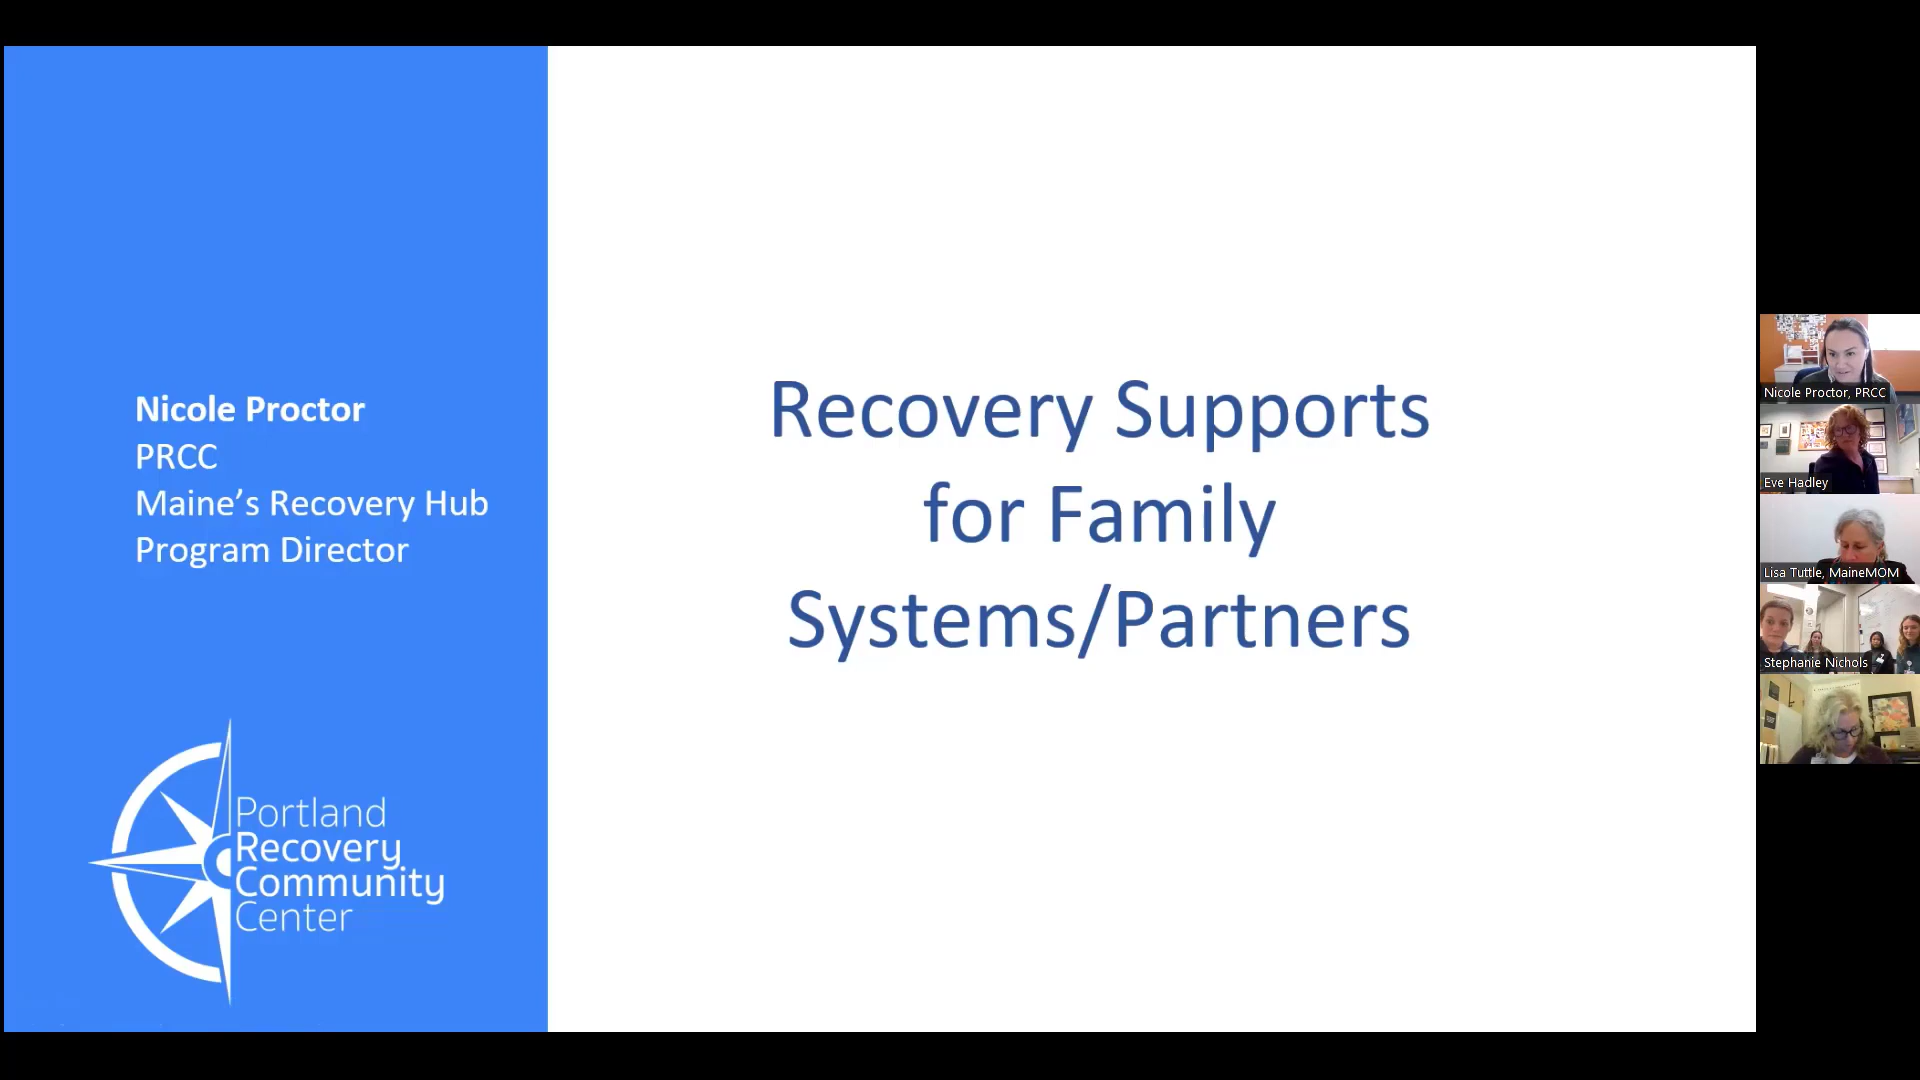 Nicole Proctor
PRCC
Maine’s Recovery Hub
Program Director
Portland
Recovery
Community
Center
Recovery Supports
for Family
Systems/Partners
Nicole Proctor, PRCC
Eve Hadley
Lisa Tuttle, MaineMOM
Stephanie Nichols